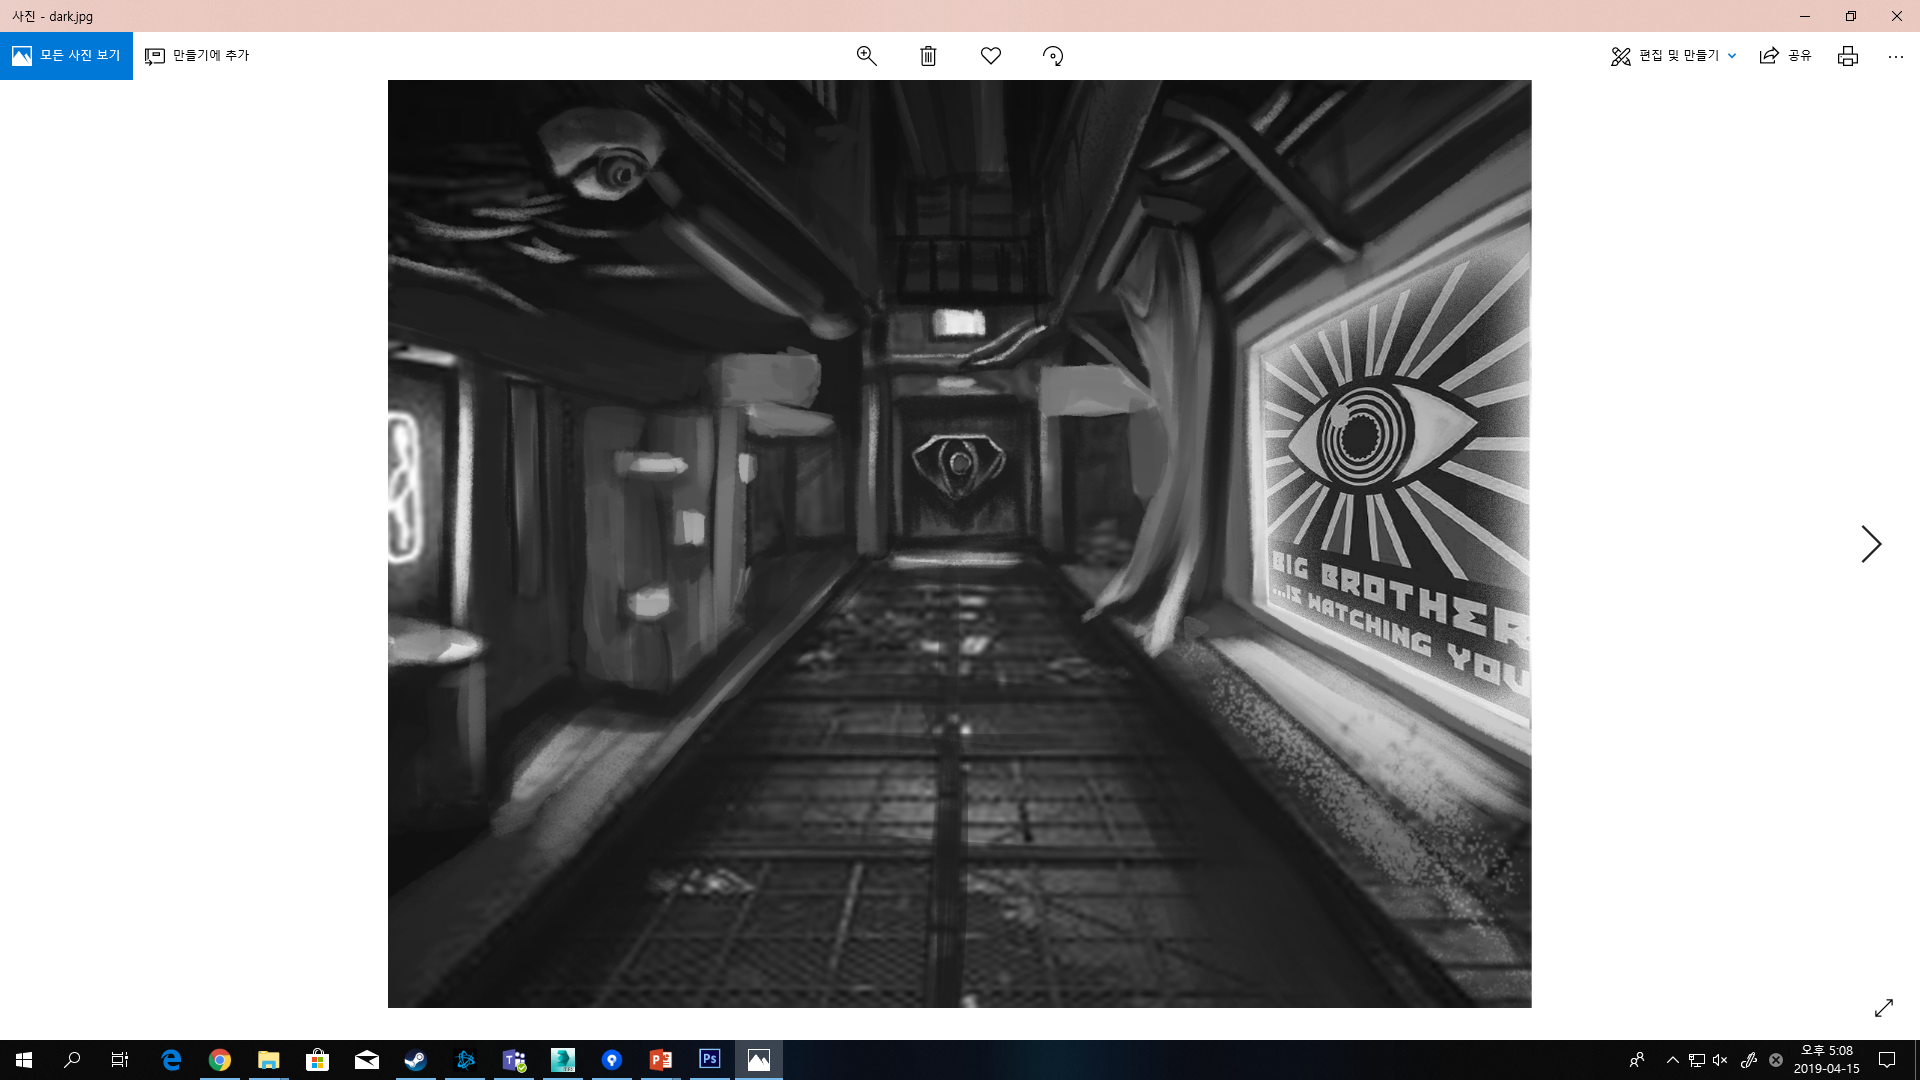 사진 - dark.jpg
모든 사진 보기
만들기에 추가
편집 및 만들기
공유
BIG BROTHER
...IS WATCHING YOU
Ps
오후 5:08
2019-04-15